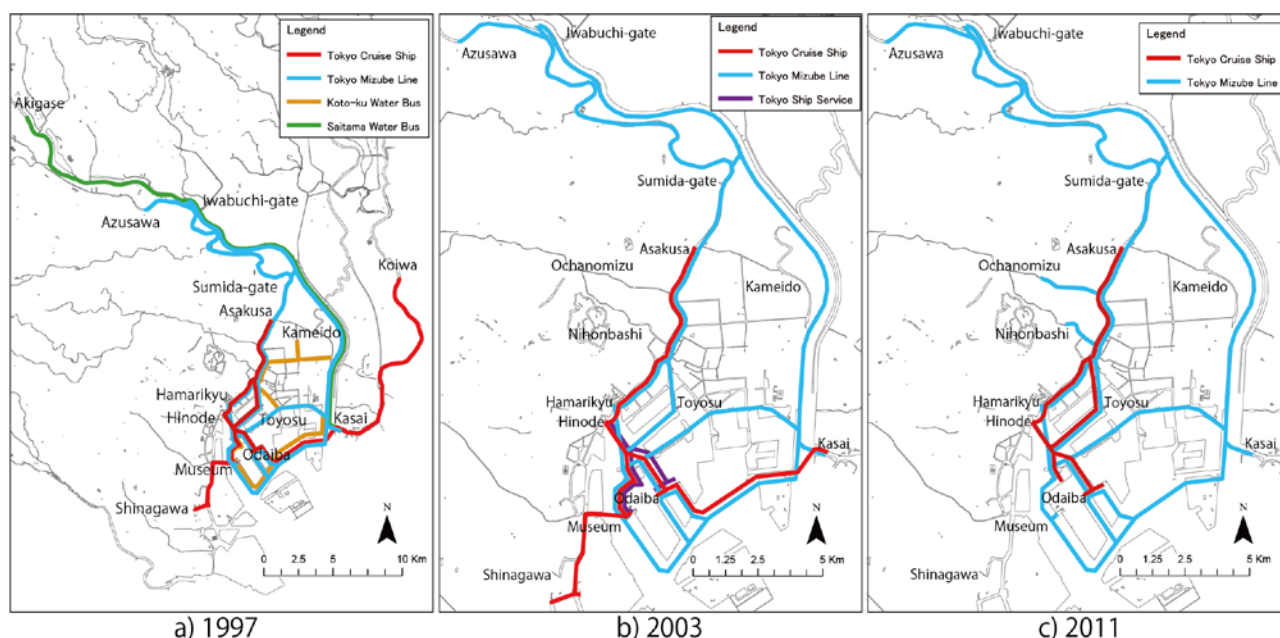 Legend
Tokyo Cruise Ship
Tokyo Mizube Line
Koto-ku Water Bus
Saitama Water Bus
Akigase
Iwabuchi-gate
Azusawa
Koiwa
Sumida-gate
Asakusa
Kameido
Hamarikyu
Hinode
Toyosu
Kasai
Odaiba
Museum
Shinagawa
N
0 2.5 5 10 Km
a) 1997
Legend
Tokyo Cruise Ship
Tokyo Mizube Line
Tokyo Ship Service
Iwabuchi-gate
Azusawa
Sumida-gate
Asakusa
Ochanomizu
Kameido
Nihonbashi
Hamarikyu
Toyosu
Hinode
Kasai
Odaiba
Museum
Shinagawa
N
0 1.25 2.5 5 Km
b) 2003
Legend
Tokyo Cruise Ship
Tokyo Mizube Line
Iwabuchi-gate
Azusawa
Sumida-gate
Asakusa
Ochanomizu
Kameido
Nihonbashi
Hamarikyu
Toyosu
Hinode
Kasai
Odaiba
Museum
Shinagawa
N
0 1.25 2.5 5 Km
c) 2011